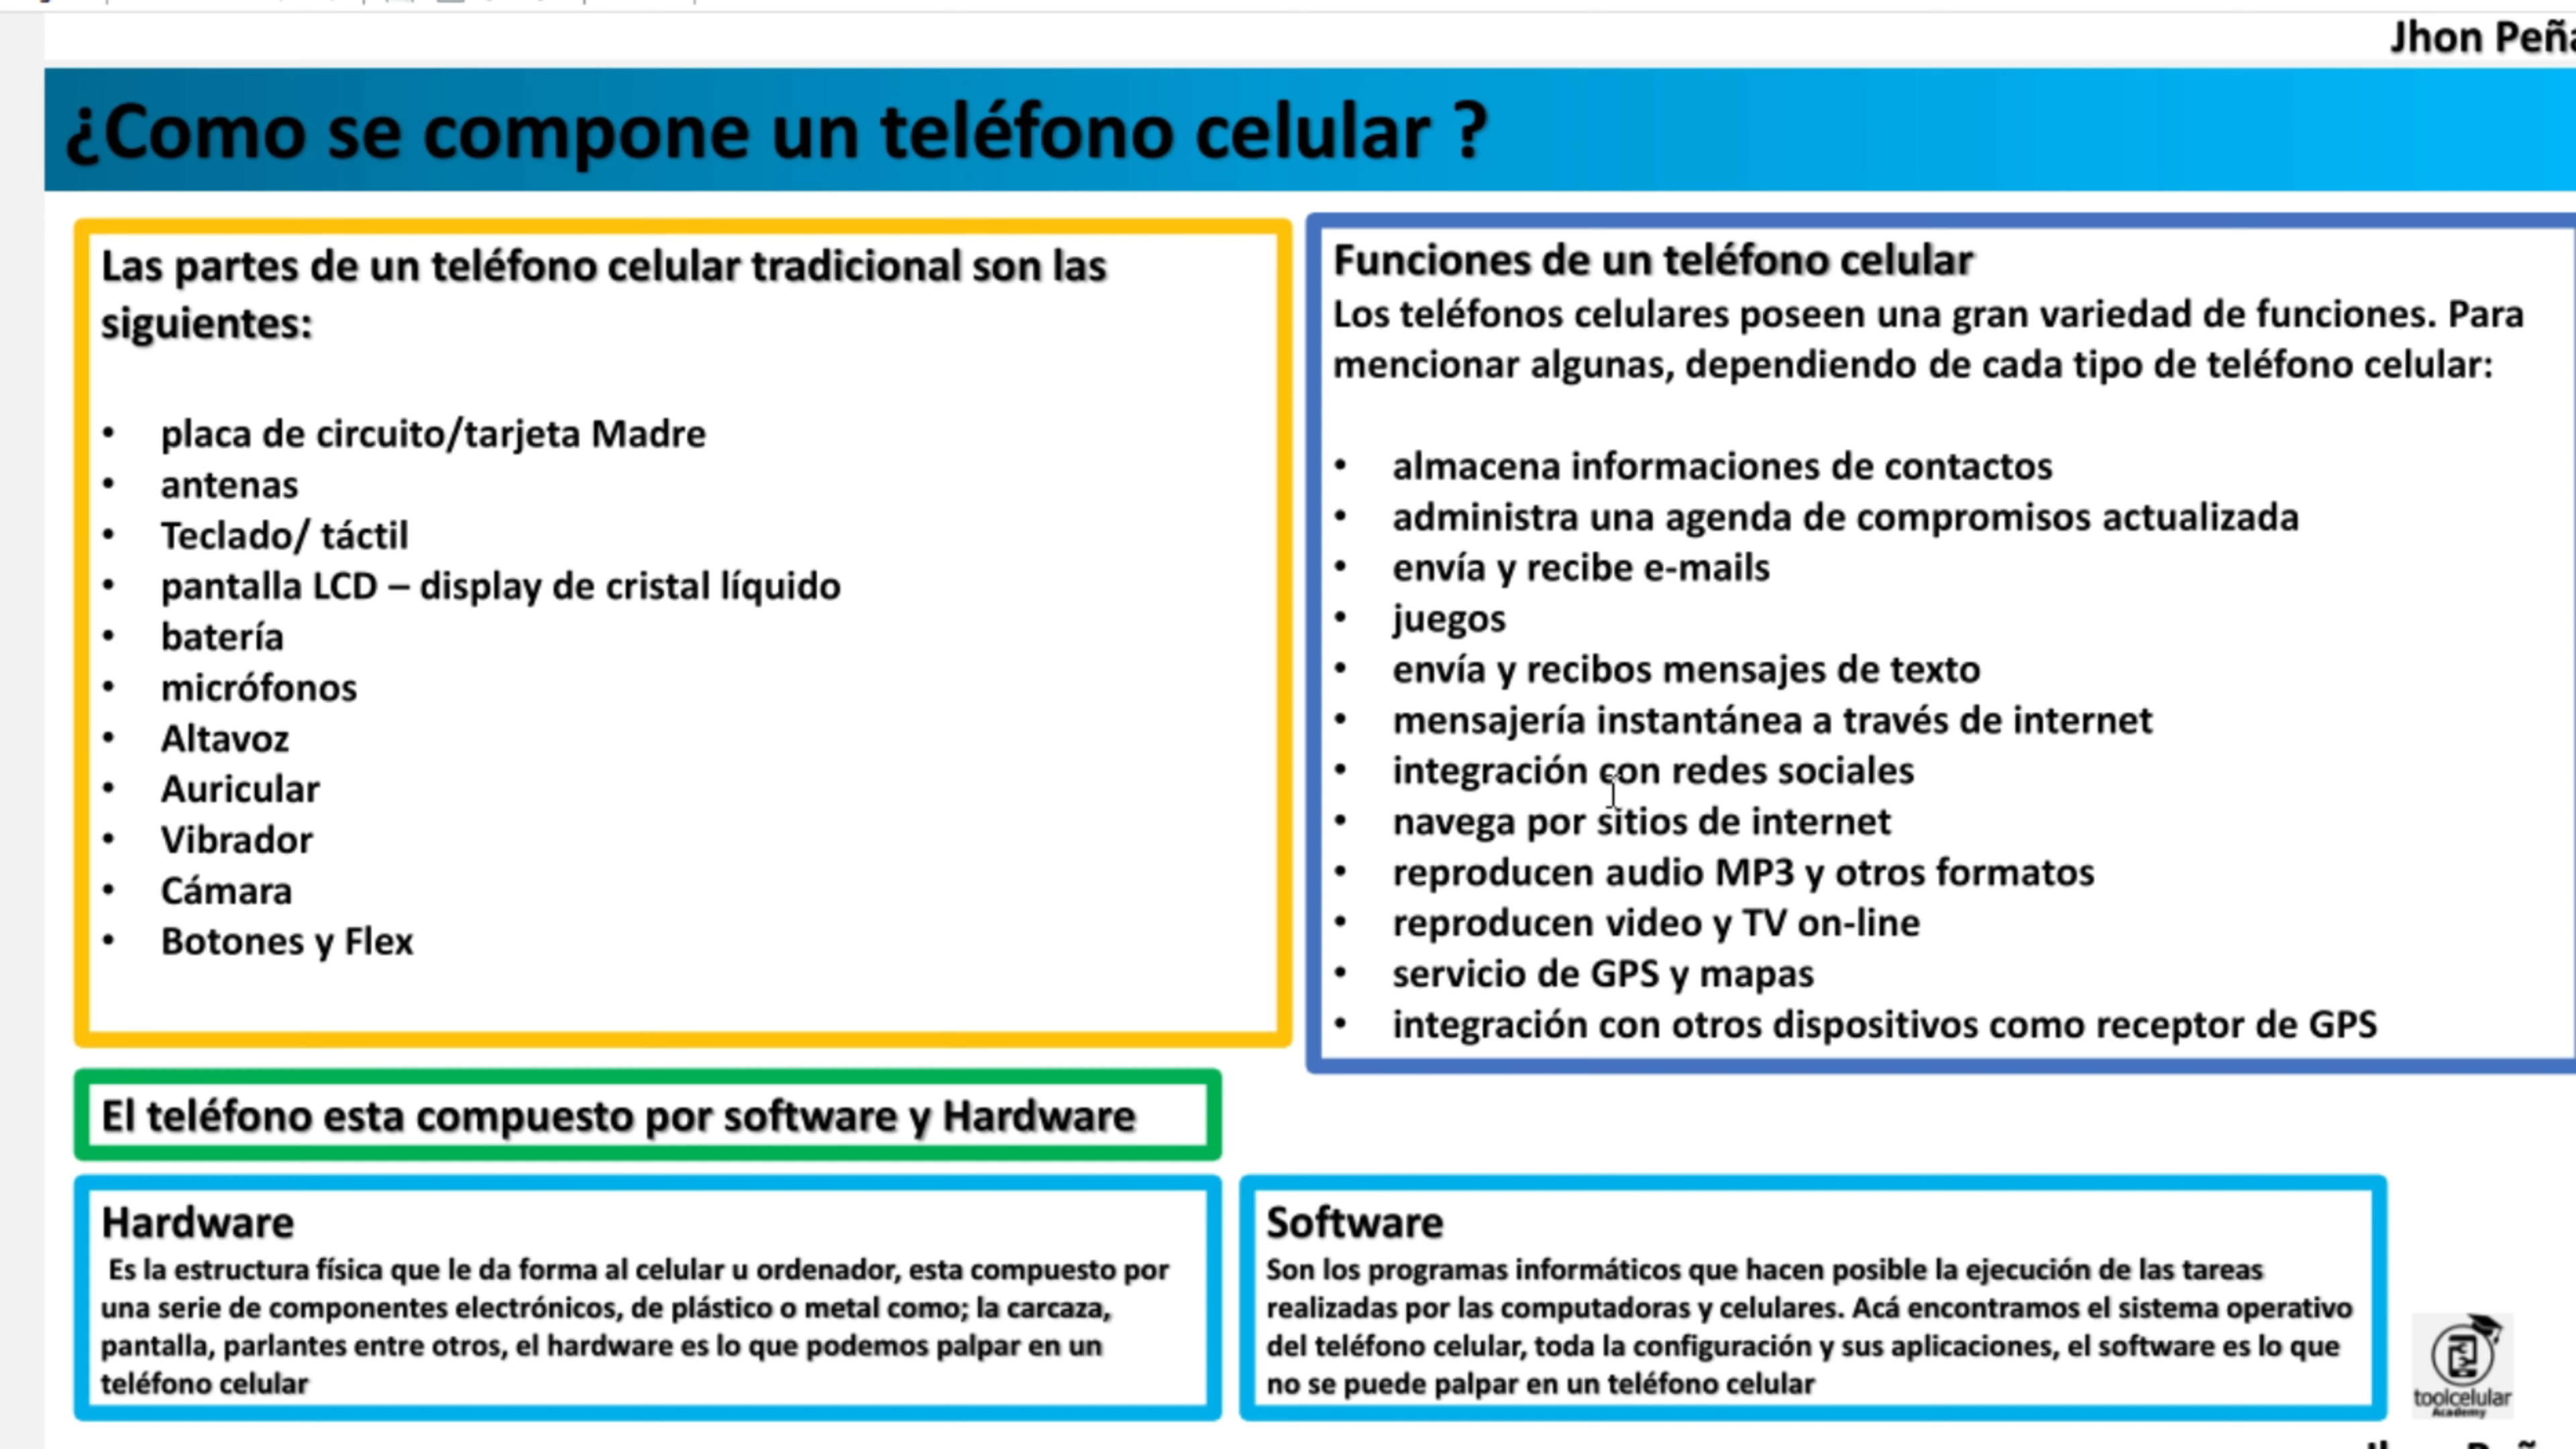 Jhon Peña
¿Como se compone un teléfono celular ?
Las partes de un teléfono celular tradicional son las
siguientes:
• placa de circuito/tarjeta Madre
• antenas
• Teclado/ táctil
• pantalla LCD – display de cristal líquido
• batería
• micrófonos
• Altavoz
• Auricular
• Vibrador
• Cámara
• Botones y Flex
Funciones de un teléfono celular
Los teléfonos celulares poseen una gran variedad de funciones. Para
mencionar algunas, dependiendo de cada tipo de teléfono celular:
• almacena informaciones de contactos
• administra una agenda de compromisos actualizada
• envía y recibe e-mails
• juegos
• envía y recibos mensajes de texto
• mensajería instantánea a través de internet
• integración con redes sociales
• navega por sitios de internet
• reproducen audio MP3 y otros formatos
• reproducen video y TV on-line
• servicio de GPS y mapas
• integración con otros dispositivos como receptor de GPS
El teléfono esta compuesto por software y Hardware
Hardware
Es la estructura física que le da forma al celular u ordenador, esta compuesto por
una serie de componentes electrónicos, de plástico o metal como; la carcaza,
pantalla, parlantes entre otros, el hardware es lo que podemos palpar en un
teléfono celular
Software
Son los programas informáticos que hacen posible la ejecución de las tareas
realizadas por las computadoras y celulares. Acá encontramos el sistema operativo
del teléfono celular, toda la configuración y sus aplicaciones, el software es lo que
no se puede palpar en un teléfono celular
toolcelular
Academy